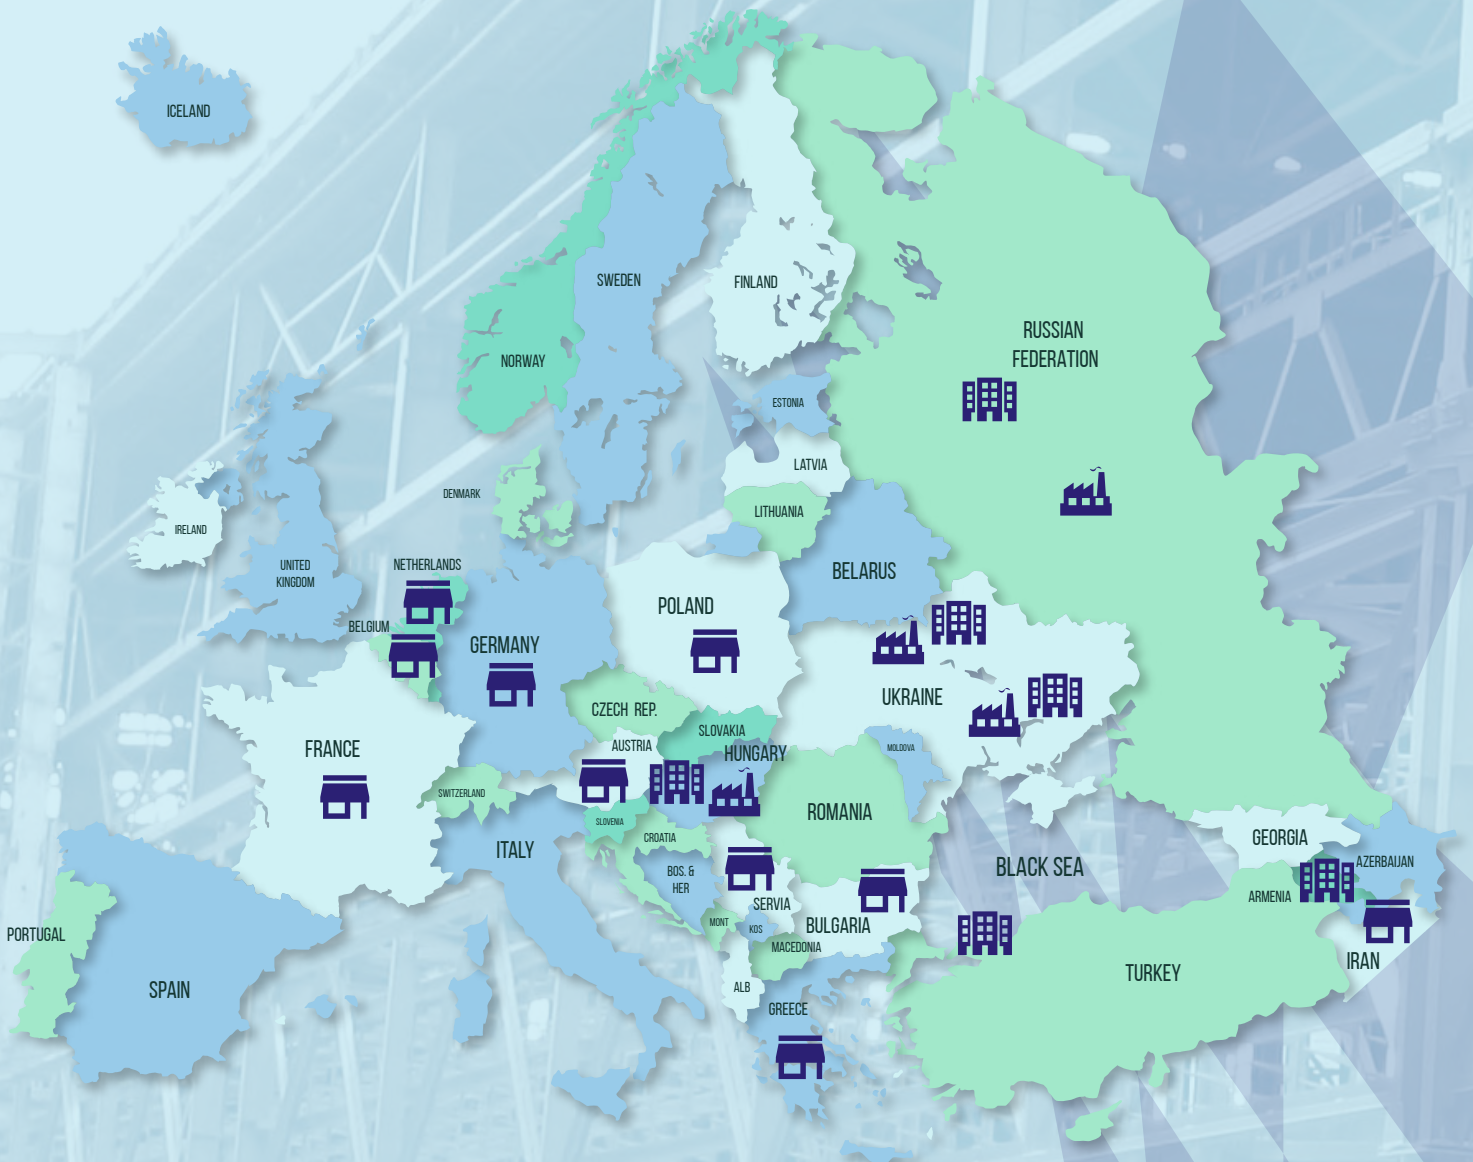 ICELAND
SWEDEN
FINLAND
NORWAY
RUSSIAN
FEDERATION
ESTONIA
LATVIA
DENMARK
LITHUANIA
IRELAND
UNITED
KINGDOM
NETHERLANDS
BELARUS
BELGIUM
POLAND
GERMANY
UKRAINE
CZECH REP.
SLOVAKIA
FRANCE
AUSTRIA
HUNGARY
MOLDOVA
SWITZERLAND
ROMANIA
SLOVENIA
CROATIA
ITALY
GEORGIA
BLACK SEA
AZERBAIJAN
BOS. &
HER
ARMENIA
SERVIA
MONT
KOS
BULGARIA
PORTUGAL
MACEDONIA
IRAN
TURKEY
SPAIN
ALB
GREECE